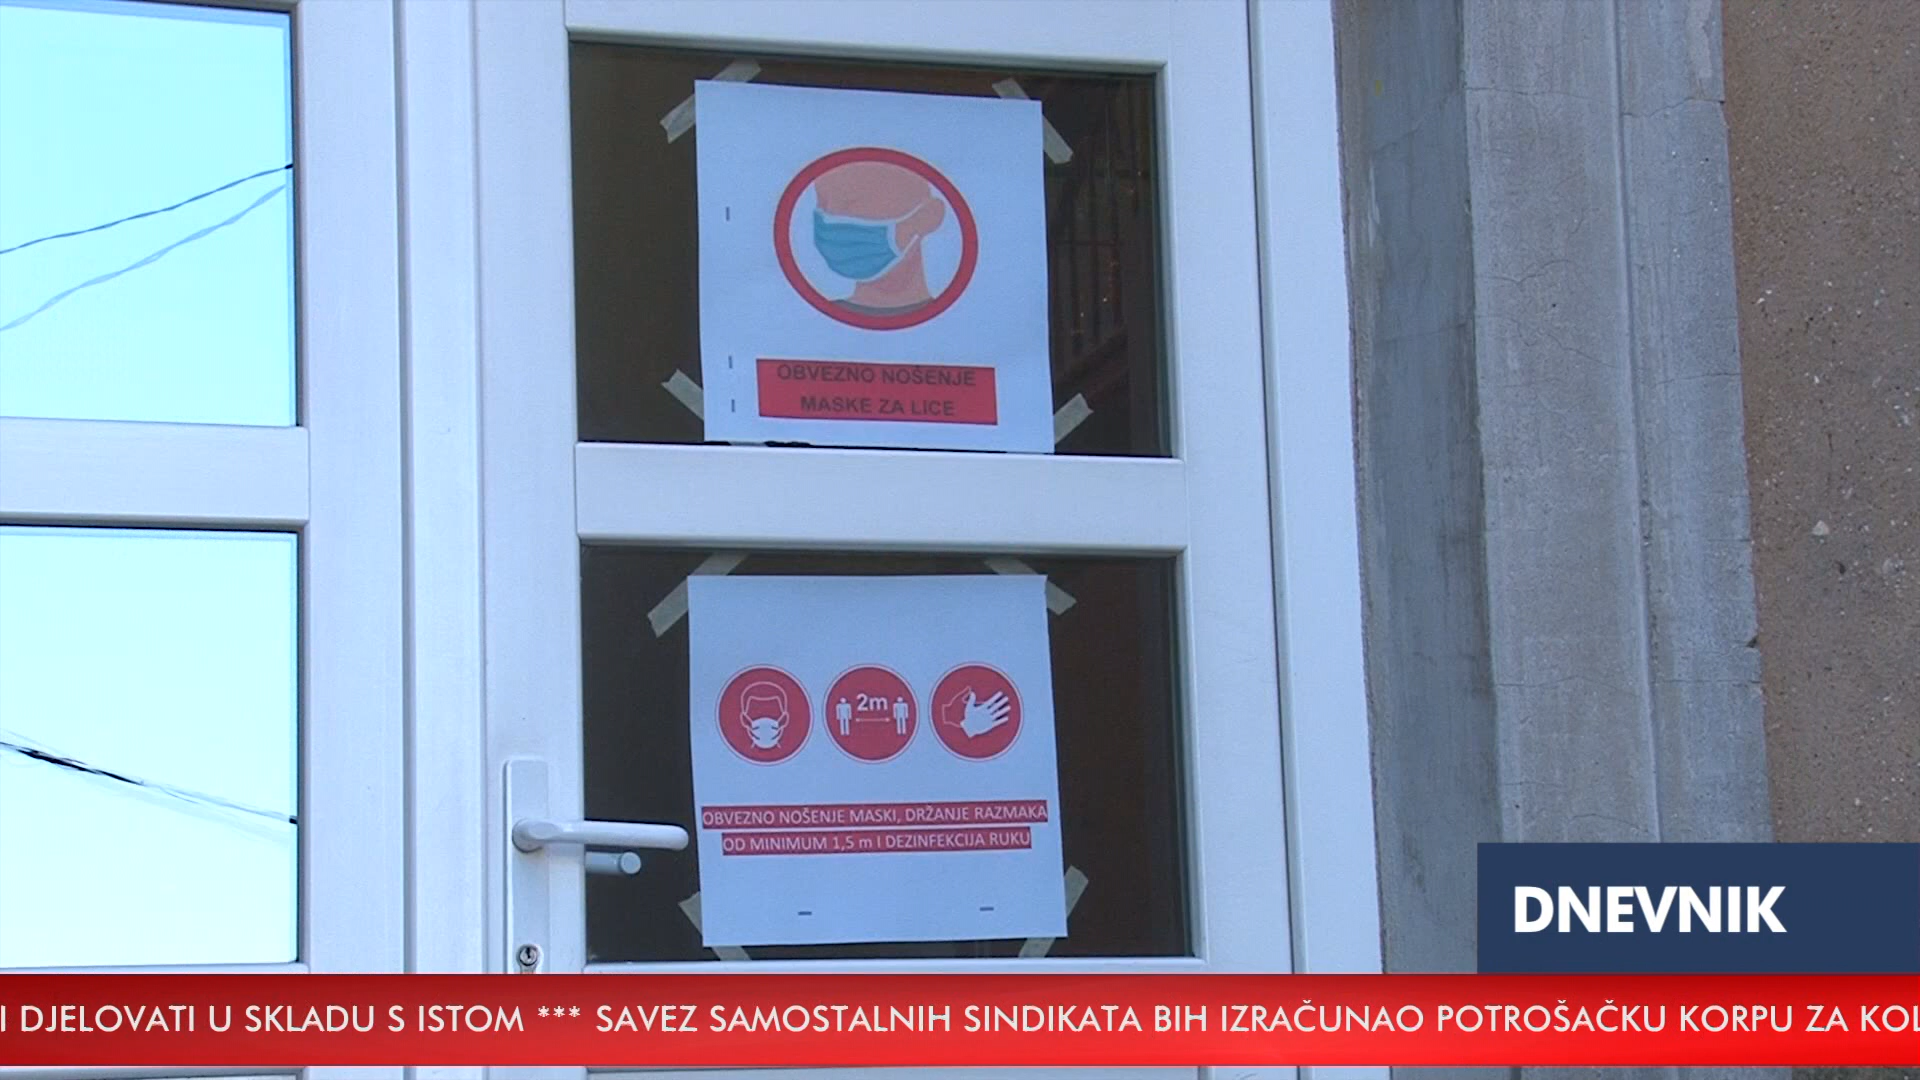 OBVEZNO NOŠENJE
MASKE ZA LICE
2m
OBVEZNO NOŠENJE MASKI, DRŽANJE RAZMAKA
OD MINIMUM 1,5 m I DEZINFEKCIJA RUKU
DNEVNIK
I DJELOVATI U SKLADU S ISTOM *** SAVEZ SAMOSTALNIH SINDIKATA BIH IZRAČUNAO POTROŠAČKU KORPU ZA KOL